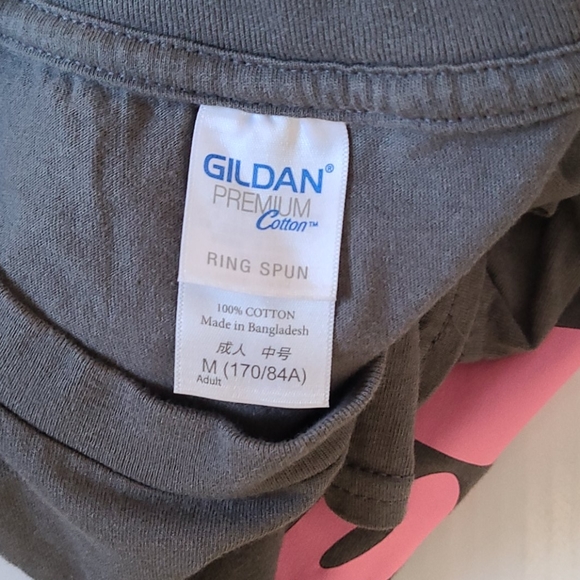 GILDAN®
PREMIUM
Cotton™
RING SPUN
100% COTTON
Made in Bangladesh
成人 中号
M (170/84A)
Adult